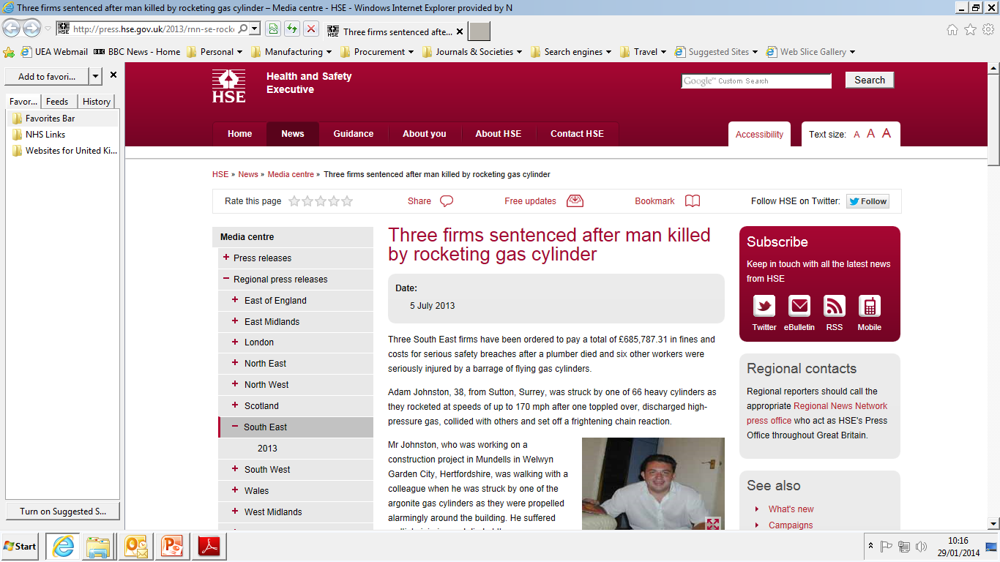 Three firms sentenced after man killed by rocketing gas cylinder – Media centre - HSE - Windows Internet Explorer provided by N
http://press.hse.gov.uk/2013/rnn-se-rock
HSE Three firms sentenced afte...
UEA Webmail BBC News - Home Personal Manufacturing Procurement Journals & Societies Search engines Travel Suggested Sites Web Slice Gallery
Add to favori...
Favor... Feeds History
Favorites Bar
NHS Links
Websites for United Ki...
Turn on Suggested S...
HSE
Health and Safety
Executive
Google™ Custom Search
Search
Home News Guidance About you About HSE Contact HSE
Accessibility
Text size: A A A
HSE » News » Media centre » Three firms sentenced after man killed by rocketing gas cylinder
Rate this page Share Free updates Bookmark Follow HSE on Twitter: Follow
Media centre
+ Press releases
− Regional press releases
+ East of England
+ East Midlands
+ London
+ North East
+ North West
+ Scotland
− South East
2013
+ South West
+ Wales
+ West Midlands
Three firms sentenced after man killed
by rocketing gas cylinder
Date:
5 July 2013
Three South East firms have been ordered to pay a total of £685,787.31 in fines and
costs for serious safety breaches after a plumber died and six other workers were
seriously injured by a barrage of flying gas cylinders.
Adam Johnston, 38, from Sutton, Surrey, was struck by one of 66 heavy cylinders as
they rocketed at speeds of up to 170 mph after one toppled over, discharged high-
pressure gas, collided with others and set off a frightening chain reaction.
Mr Johnston, who was working on a
construction project in Mundells in Welwyn
Garden City, Hertfordshire, was walking with a
colleague when he was struck by one of the
argonite gas cylinders as they were propelled
alarmingly around the building. He suffered
Subscribe
Keep in touch with all the latest news
from HSE
Twitter eBulletin RSS Mobile
Regional contacts
Regional reporters should call the
appropriate Regional News Network
press office who act as HSE's Press
Office throughout Great Britain.
See also
What's new
Campaigns
Start
10:16
29/01/2014